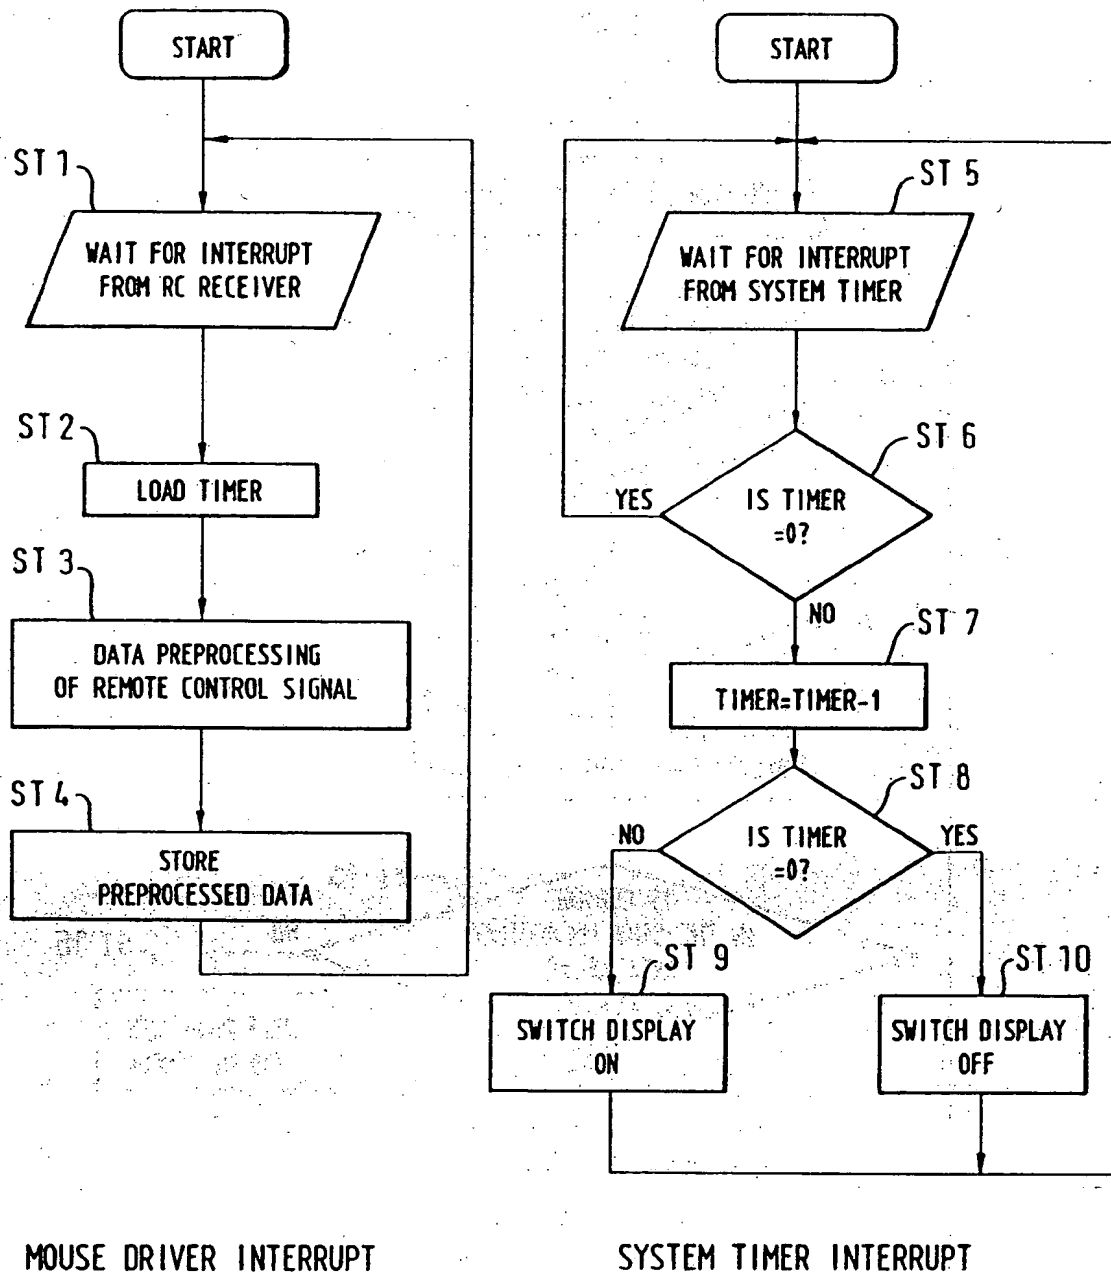 START
ST 1
WAIT FOR INTERRUPT
FROM RC RECEIVER
ST 2
LOAD TIMER
ST 3
DATA PREPROCESSING
OF REMOTE CONTROL SIGNAL
ST 4
STORE
PREPROCESSED DATA
MOUSE DRIVER INTERRUPT
START
ST 5
WAIT FOR INTERRUPT
FROM SYSTEM TIMER
ST 6
YES
IS TIMER
=0?
NO
ST 7
TIMER=TIMER-1
ST 8
NO
IS TIMER
=0?
YES
ST 9
SWITCH DISPLAY
ON
ST 10
SWITCH DISPLAY
OFF
SYSTEM TIMER INTERRUPT